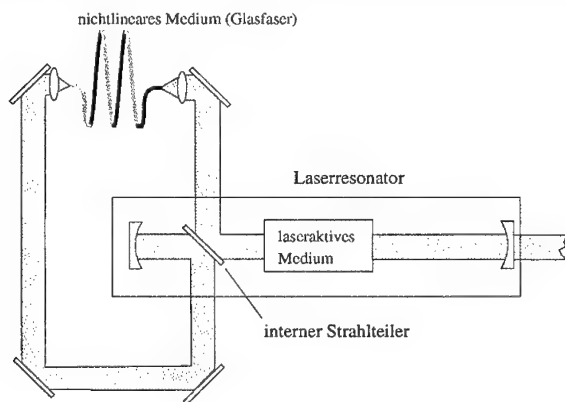 nichtlineares Medium (Glasfaser)
Laserresonator
laseraktives
Medium
interner Strahlteiler